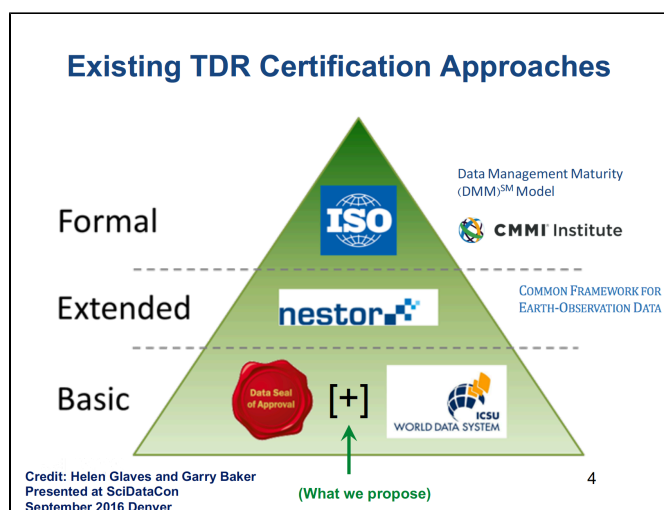 Existing TDR Certification Approaches
Data Management Maturity
(DMM)SM Model
Formal
ISO
CMMI Institute
Extended
nestor
COMMON FRAMEWORK FOR
EARTH-OBSERVATION DATA
Basic
Data Seal
of Approval
[+]
ICSU
WORLD DATA SYSTEM
Credit: Helen Glaves and Garry Baker
Presented at SciDataCon
September 2016 Denver
(What we propose)
4